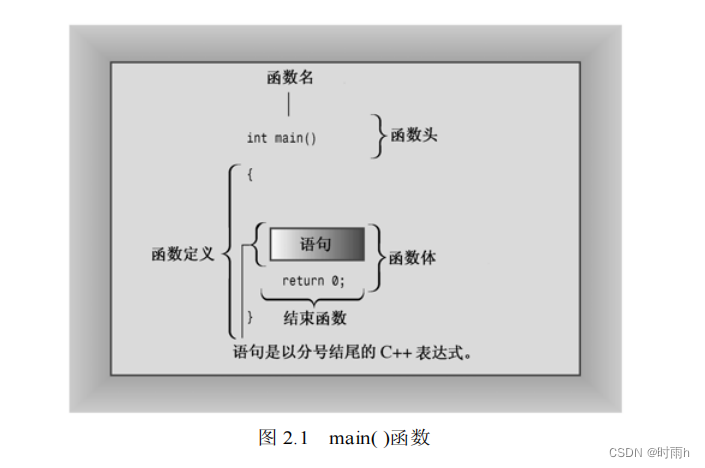 函数名
int main()
函数头
{
语句
函数定义
函数体
return 0;
}
结束函数
语句是以分号结尾的 C++ 表达式。
图 2.1 main( )函数
CSDN @时雨h